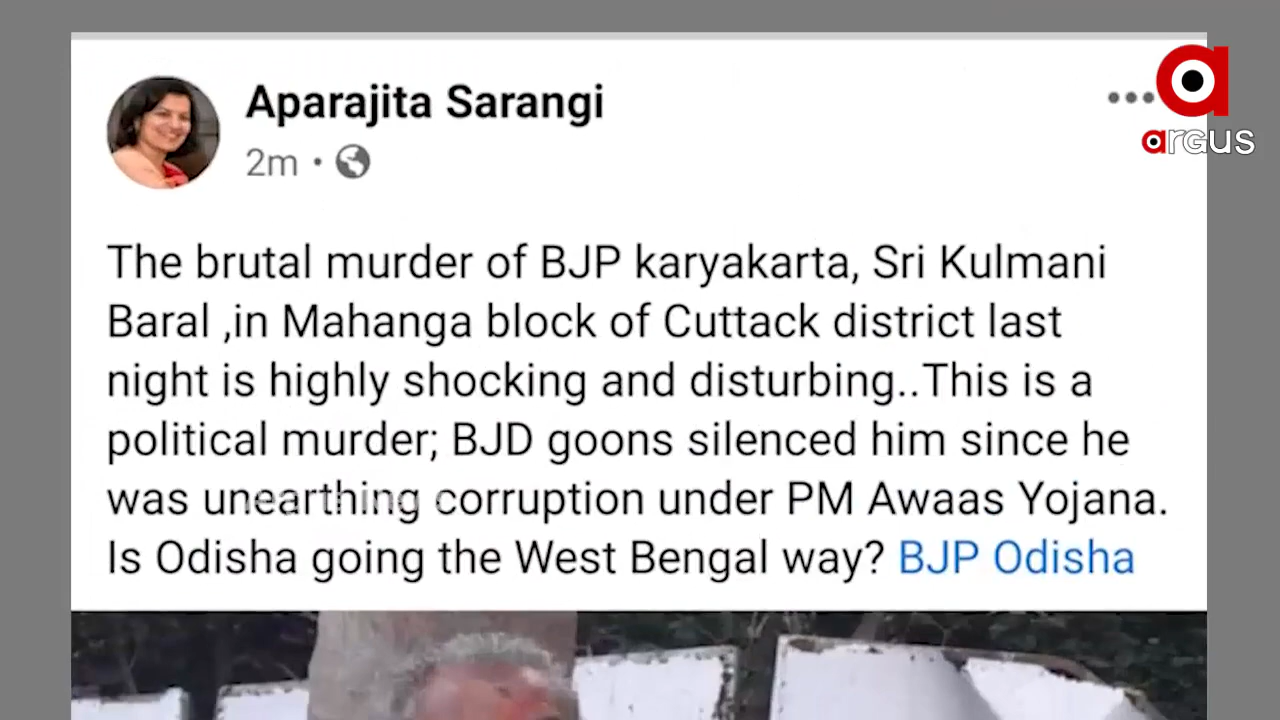 Aparajita Sarangi
2m •
argus
The brutal murder of BJP karyakarta, Sri Kulmani
Baral ,in Mahanga block of Cuttack district last
night is highly shocking and disturbing..This is a
political murder; BJD goons silenced him since he
was unearthing corruption under PM Awaas Yojana.
Is Odisha going the West Bengal way? BJP Odisha